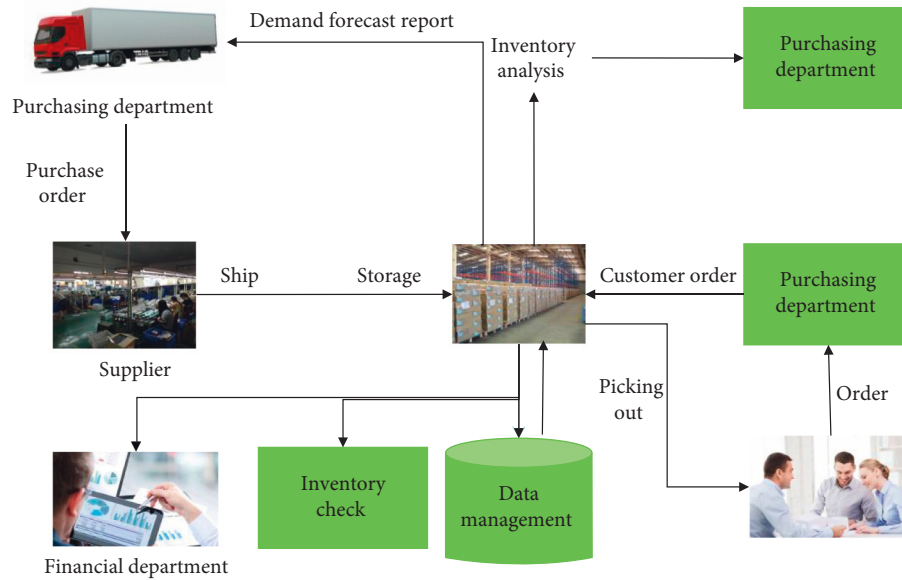 Demand forecast report
Inventory
analysis
Purchasing
department
Purchasing department
Purchase
order
Ship
Storage
Customer order
Purchasing
department
Supplier
Picking
out
Order
Inventory
check
Data
management
Financial department